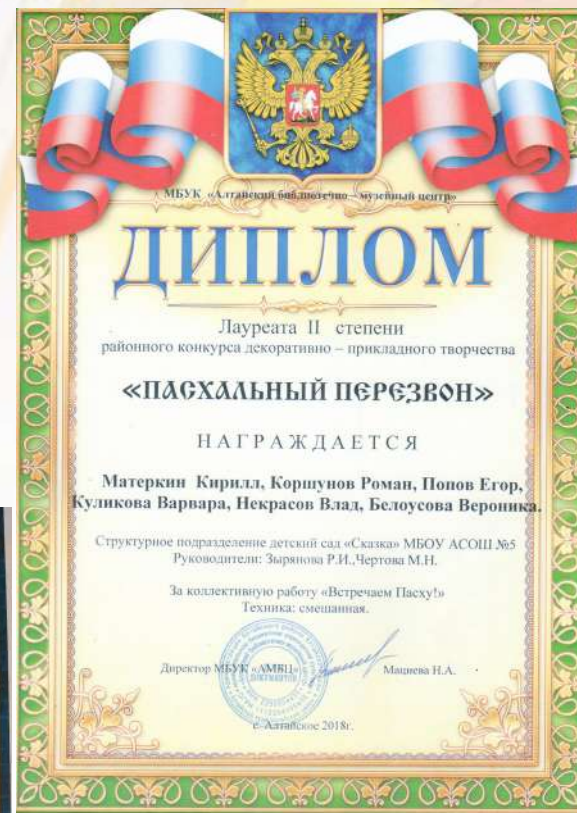 МБУК «Алтайский библиотечно – музейный центр»
ДИПЛОМ
Лауреата II степени
районного конкурса декоративно – прикладного творчества
«ПАСХАЛЬНЫЙ ПЕРЕЗВОН»
НАГРАЖДАЕТСЯ
Матеркин Кирилл, Коршунов Роман, Попов Егор,
Куликова Варвара, Некрасов Влад, Белоусова Вероника.
Структурное подразделение детский сад «Сказка» МБОУ АСОШ №5
Руководители: Зырянова Р.И.,Чертова М.Н.
За коллективную работу «Встречаем Пасху!»
Техника: смешанная.
Директор МБУК «АМБЦ» Мациева Н.А.
с. Алтайское 2018г.